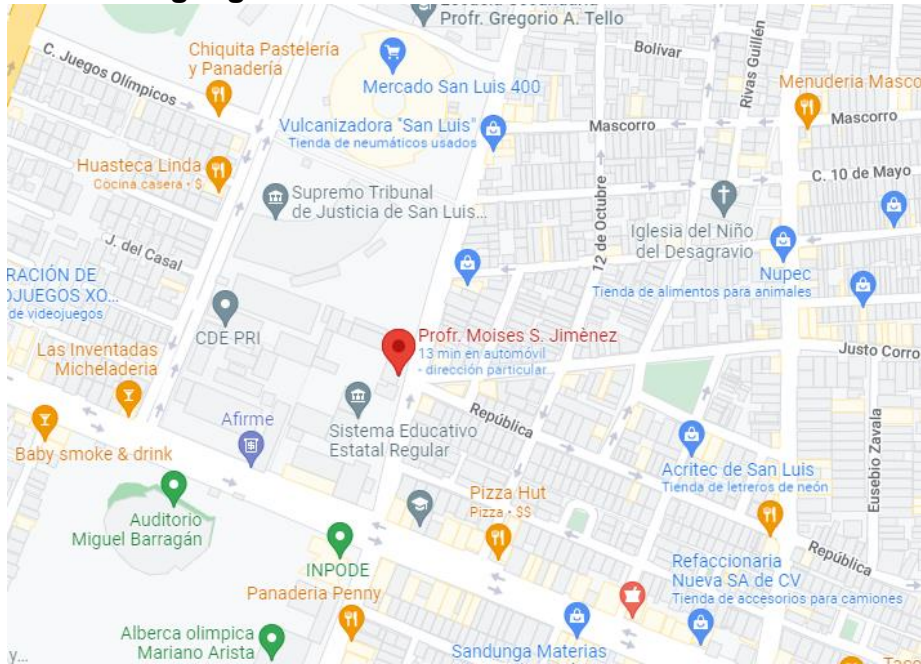 Profr. Gregorio A. Tello
Chiquita Pastelería
y Panadería
C. Juegos Olímpicos
Mercado San Luis 400
Bolívar
Rivas Guillén
Menuderia Masco
Mascorro
Mascorro
Vulcanizadora "San Luis"
Tienda de neumáticos usados
Huasteca Linda
Cocina casera • $
Supremo Tribunal
de Justicia de San Luis...
C. 10 de Mayo
12 de Octubre
Iglesia del Niño
del Desagravio
J. del Casal
RACIÓN DE
OJUEGOS XO...
de videojuegos
Nupec
Tienda de alimentos para animales
CDE PRI
Profr. Moises S. Jimènez
13 min en automóvil
- dirección particular...
Justo Corro
Las Inventadas
Micheladeria
República
Afirme
Sistema Educativo
Estatal Regular
Baby smoke & drink
Acritec de San Luis
Tienda de letreros de neón
Eusebio Zavala
Pizza Hut
Pizza • $$
Auditorio
Miguel Barragán
República
INPODE
Refaccionaria
Nueva SA de CV
Tienda de accesorios para camiones
Panaderia Penny
Alberca olimpica
Mariano Arista
Sandunga Materias
y...